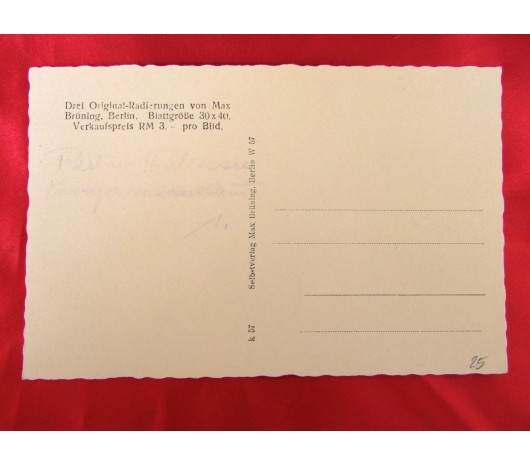 Drei Original-Radierungen von Max
Brüning, Berlin. Blattgröße 30x40.
Verkaufspreis RM 3.— pro Bild.
Selbstverlag Max Brüning, Berlin W 57
k 57
25